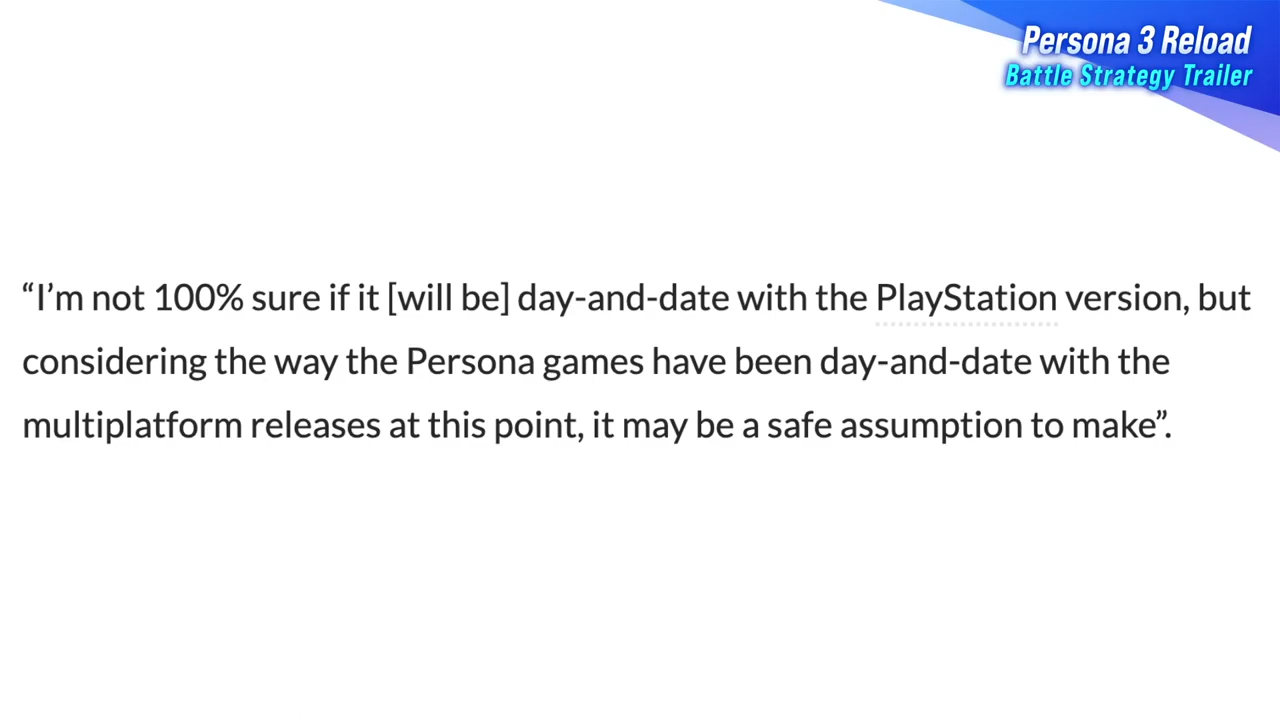 Persona 3 Reload
Battle Strategy Trailer
“I’m not 100% sure if it [will be] day-and-date with the PlayStation version, but
considering the way the Persona games have been day-and-date with the
multiplatform releases at this point, it may be a safe assumption to make”.